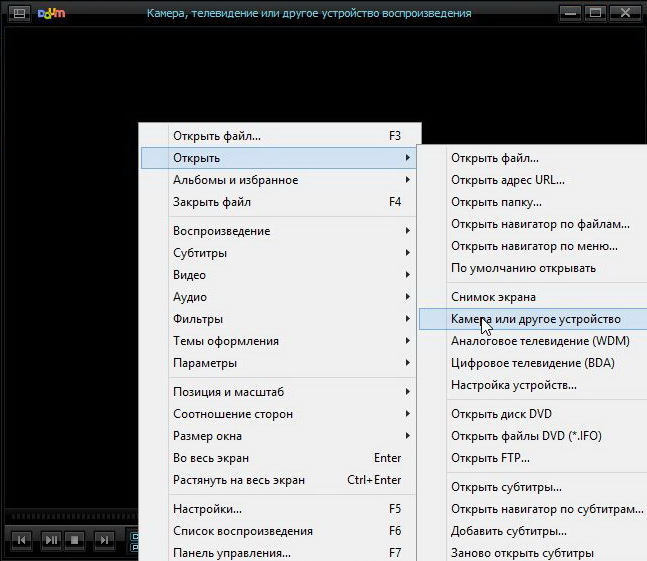 Daum
Камера, телевидение или другое устройство воспроизведения
Открыть файл... F3
Открыть
Альбомы и избранное
Закрыть файл F4
Воспроизведение
Субтитры
Видео
Аудио
Фильтры
Темы оформления
Параметры
Позиция и масштаб
Соотношение сторон
Размер окна
Во весь экран Enter
Растянуть на весь экран Ctrl+Enter
Настройки... F5
Список воспроизведения F6
Панель управления... F7
Открыть файл...
Открыть адрес URL...
Открыть папку...
Открыть навигатор по файлам...
Открыть навигатор по меню...
По умолчанию открывать
Снимок экрана
Камера или другое устройство
Аналоговое телевидение (WDM)
Цифровое телевидение (BDA)
Настройка устройств...
Открыть диск DVD
Открыть файлы DVD (*.IFO)
Открыть FTP...
Открыть субтитры...
Открыть навигатор по субтитрам...
Добавить субтитры...
Заново открыть субтитры